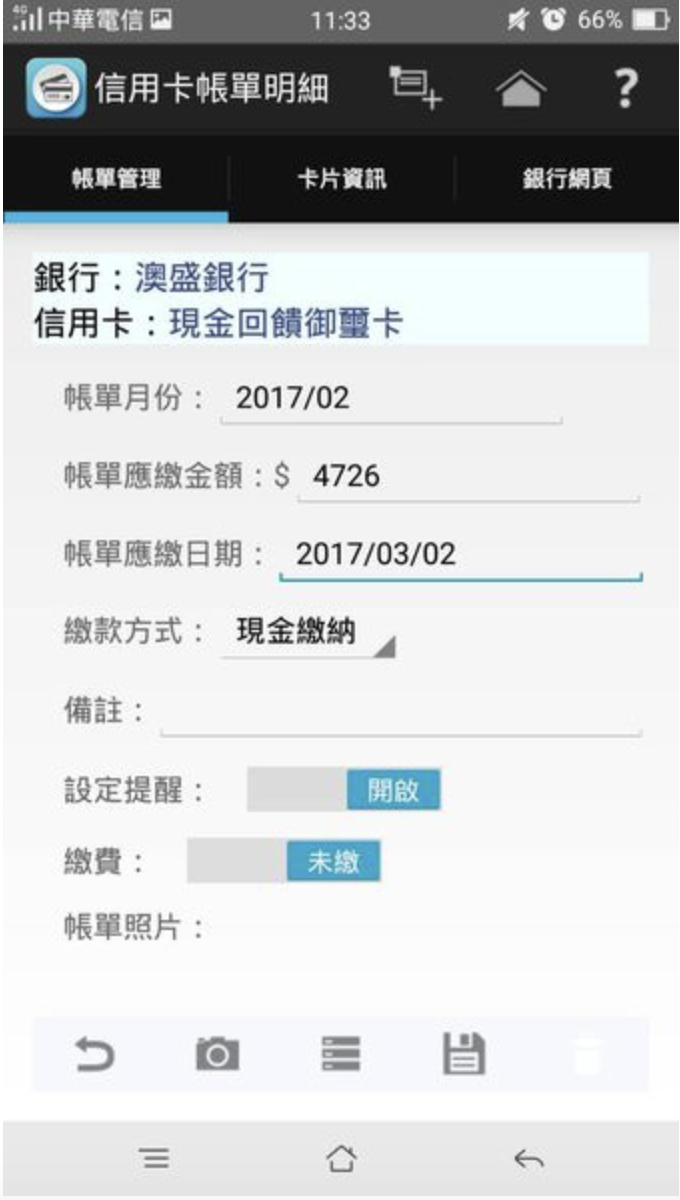 4G 中華電信 11:33 66%
信用卡帳單明細 ?
帳單管理 卡片資訊 銀行網頁
銀行：澳盛銀行
信用卡：現金回饋御璽卡
帳單月份： 2017/02
帳單應繳金額：$ 4726
帳單應繳日期： 2017/03/02
繳款方式： 現金繳納
備註：
設定提醒： 開啟
繳費： 未繳
帳單照片：